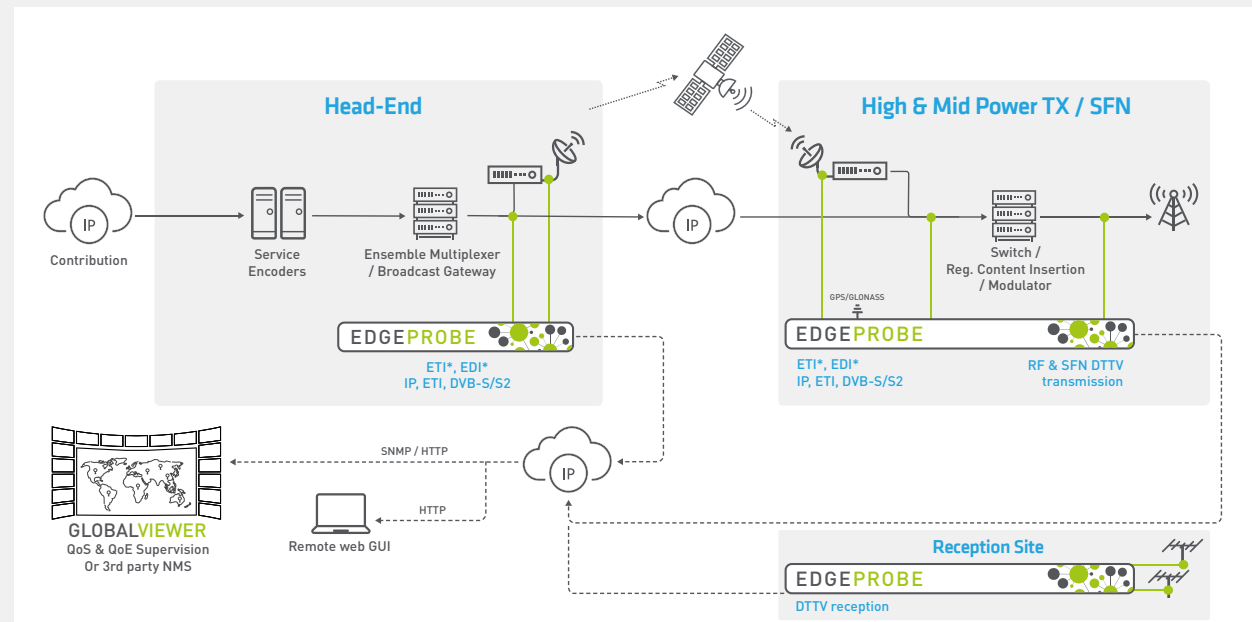 Head-End
High & Mid Power TX / SFN
IP
Contribution
Service
Encoders
Ensemble Multiplexer
/ Broadcast Gateway
IP
Switch /
Reg. Content Insertion
/ Modulator
GPS/GLONASS
EDGEPROBE
ETI*, EDI*
IP, ETI, DVB-S/S2
EDGEPROBE
ETI*, EDI*
IP, ETI, DVB-S/S2
RF & SFN DTTV
transmission
SNMP / HTTP
IP
HTTP
Remote web GUI
GLOBALVIEWER
QoS & QoE Supervision
Or 3rd party NMS
Reception Site
EDGEPROBE
DTTV reception